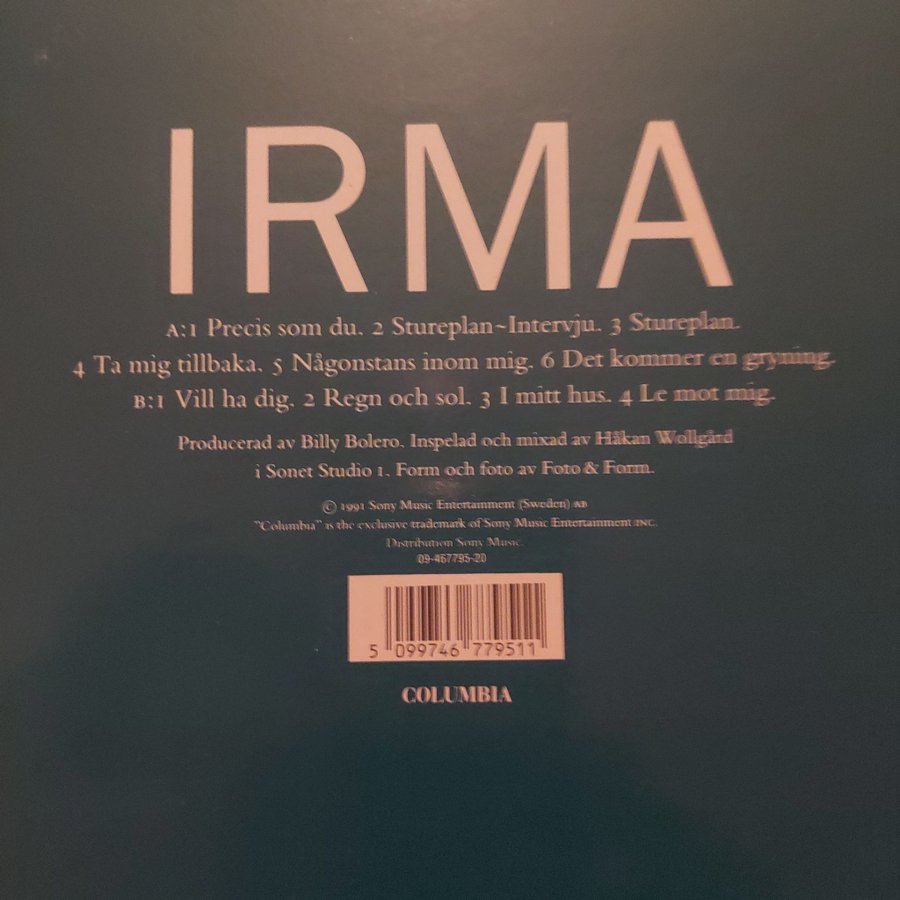 IRMA
A:1 Precis som du. 2 Stureplan~Intervju. 3 Stureplan.
4 Ta mig tillbaka. 5 Någonstans inom mig. 6 Det kommer en gryning.
B:1 Vill ha dig. 2 Regn och sol. 3 I mitt hus. 4 Le mot mig.
Producerad av Billy Bolero. Inspelad och mixad av Håkan Wollgård
i Sonet Studio 1. Form och foto av Foto & Form.
© 1991 Sony Music Entertainment (Sweden) AB
"Columbia" is the exclusive trademark of Sony Music Entertainment INC.
Distribution Sony Music.
09-467795-20
5 099746 779511
COLUMBIA